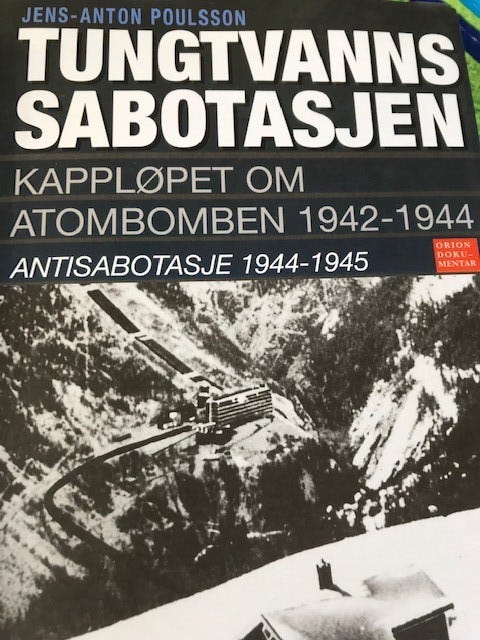 JENS-ANTON POULSSON
TUNGTVANNS
SABOTASJEN
KAPPLØPET OM
ATOMBOMBEN 1942-1944
ANTISABOTASJE 1944-1945
ORION
DOKU-
MENTAR